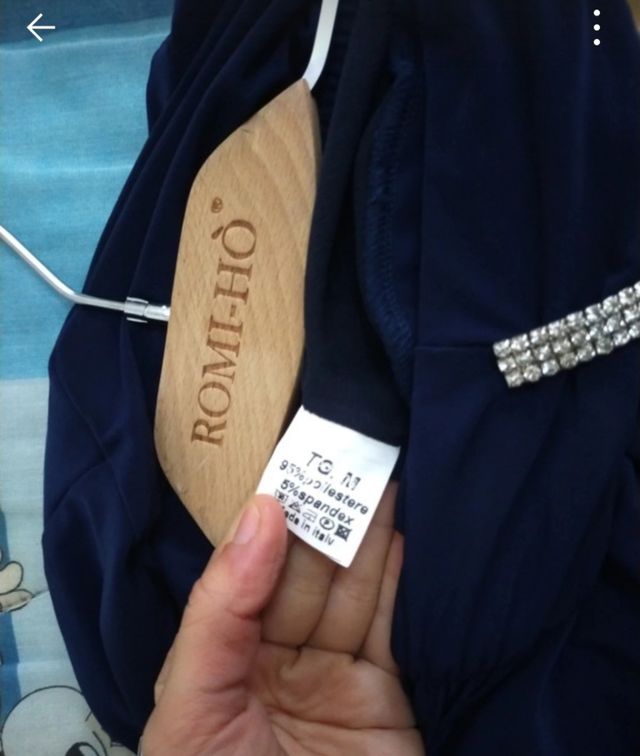 ROMI-HÒ®
TG. M
95%poliestere
5%spandex
Made in italy